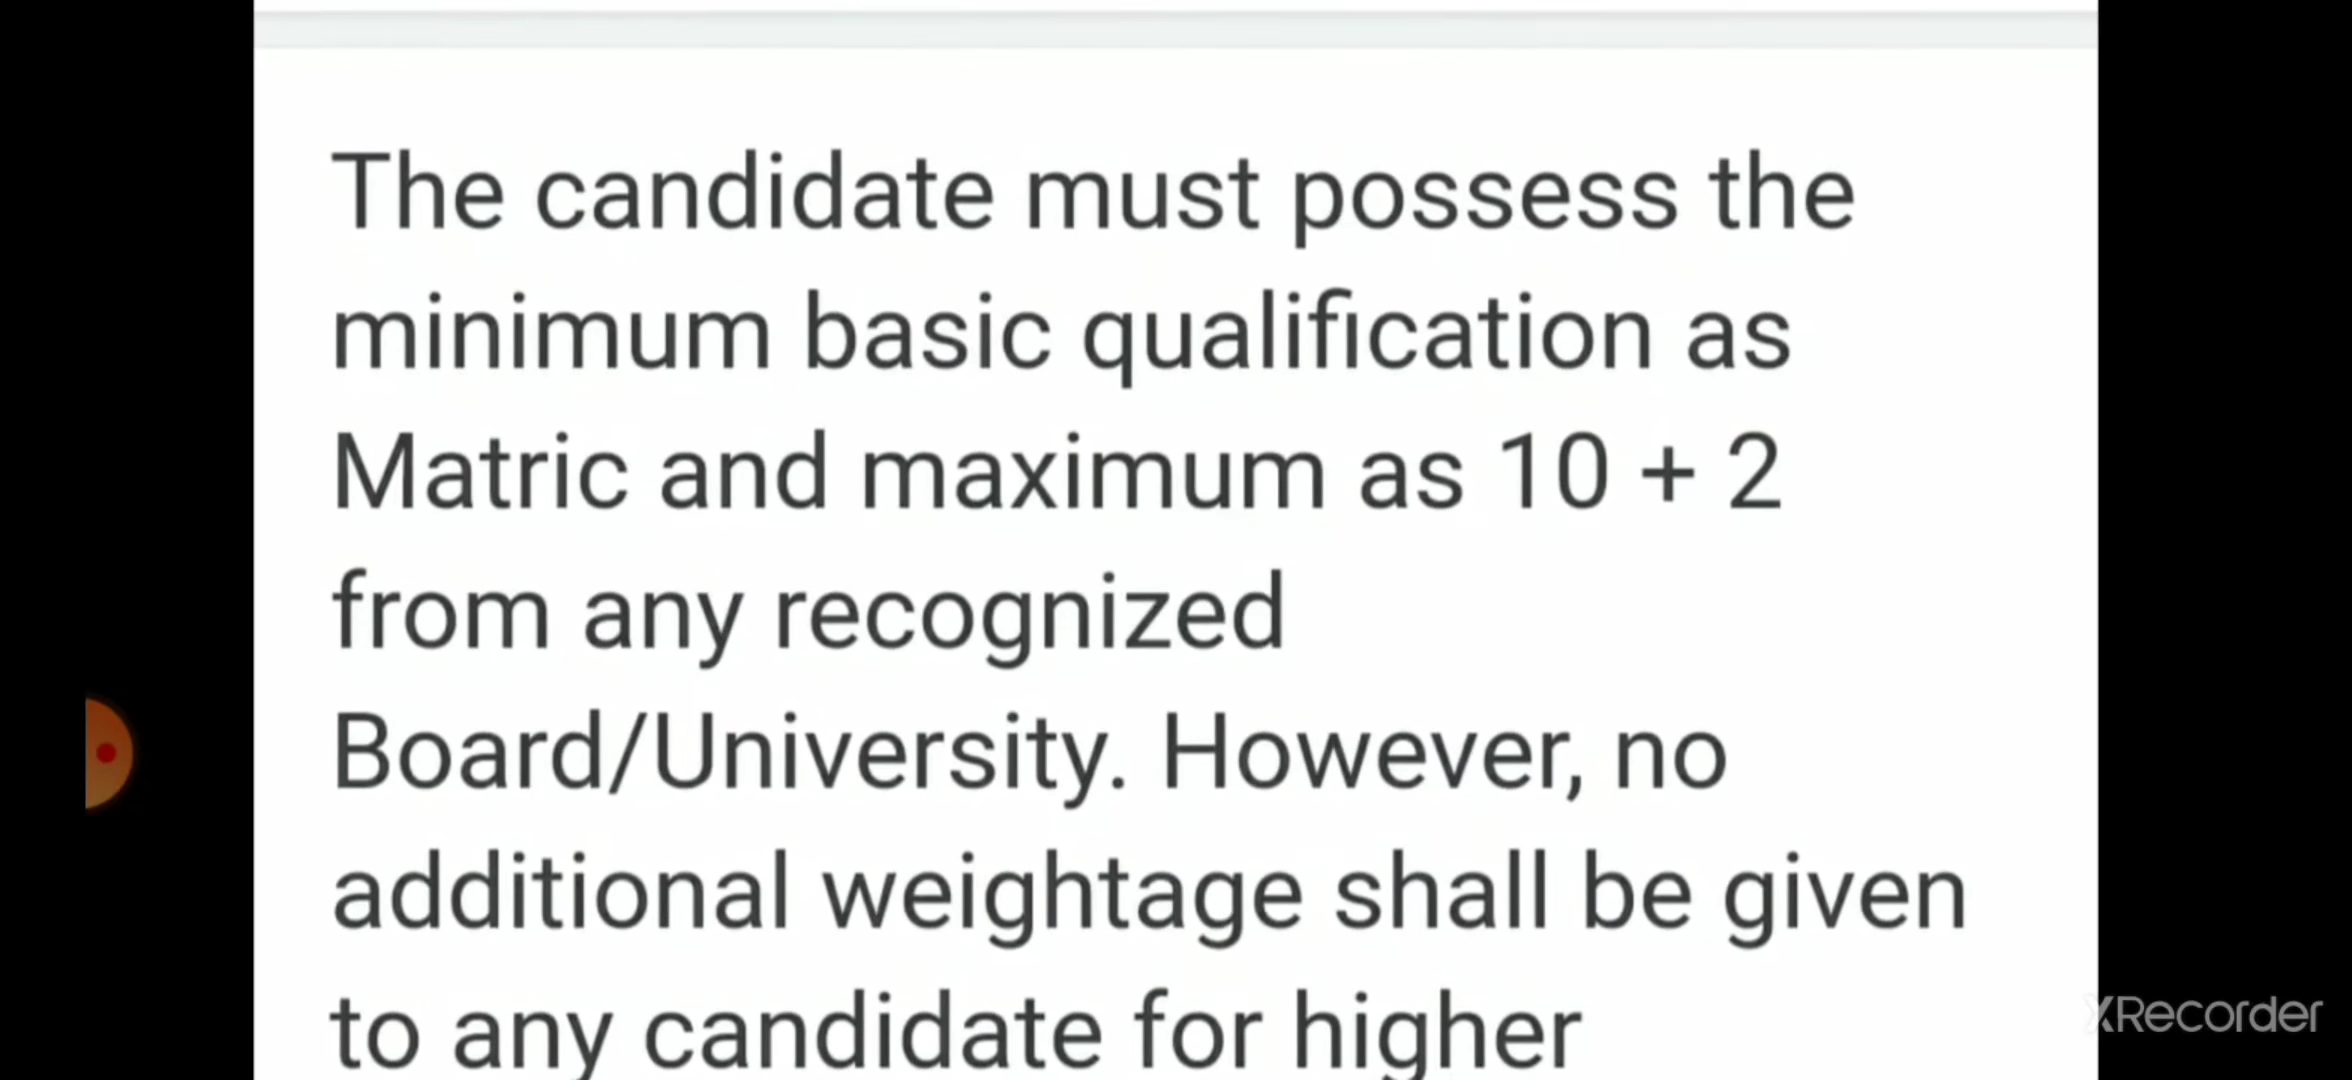 The candidate must possess the
minimum basic qualification as
Matric and maximum as 10 + 2
from any recognized
Board/University. However, no
additional weightage shall be given
to any candidate for higher
XRecorder